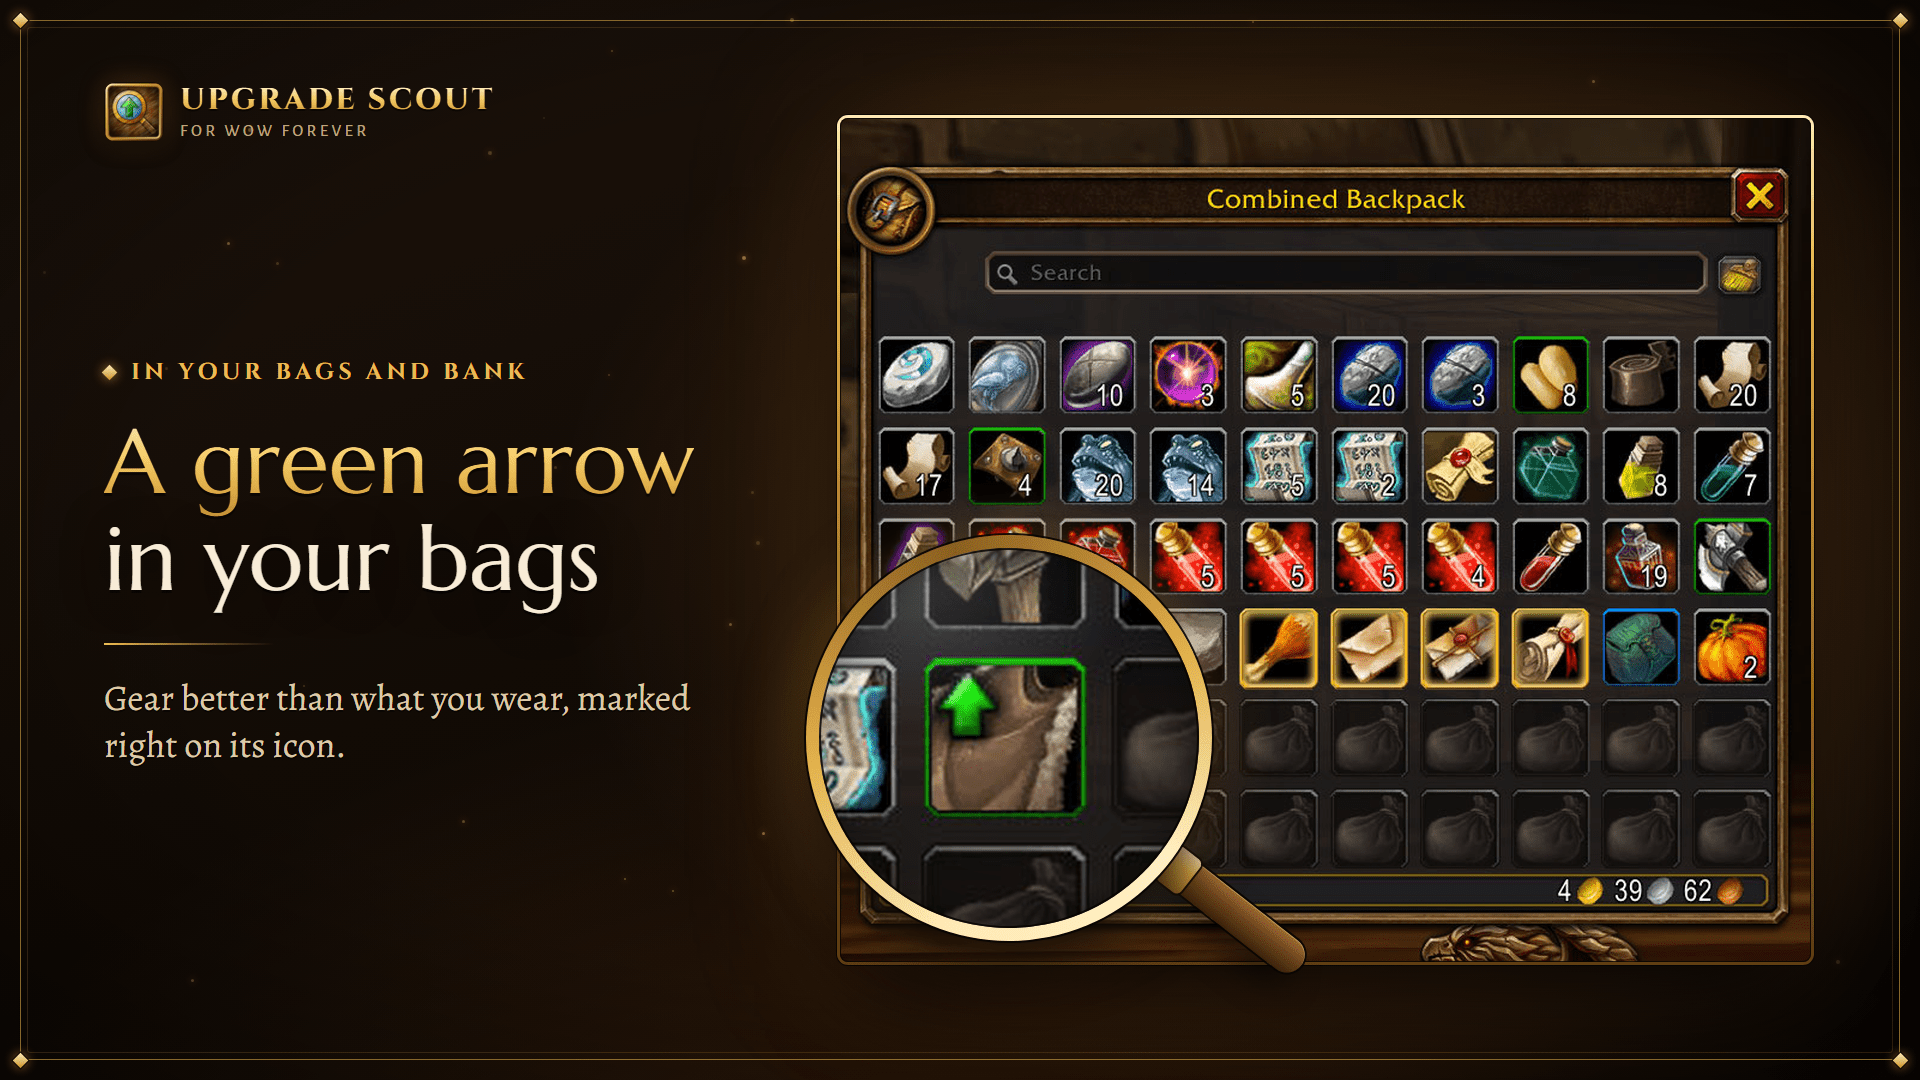 UPGRADE SCOUT
FOR WOW FOREVER
IN YOUR BAGS AND BANK
A green arrow
in your bags
Gear better than what you wear, marked
right on its icon.
Combined Backpack
Search
10 3 5 20 3 8 20
17 4 20 14 5 2 8 7
5 5 5 4 19
2
4 39 62